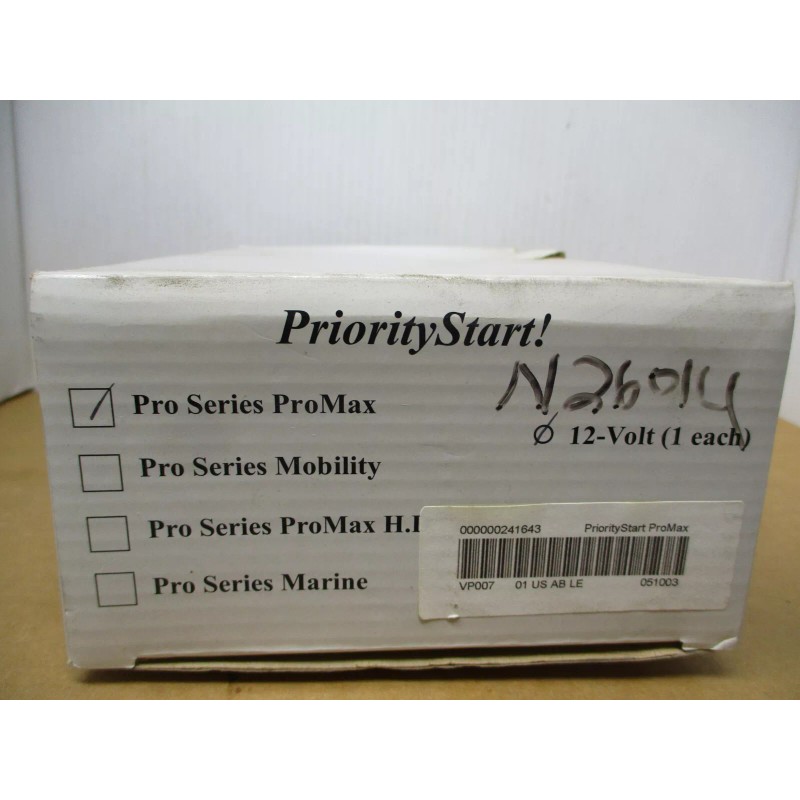 PriorityStart!
Pro Series ProMax
N26014
12-Volt (1 each)
Pro Series Mobility
Pro Series ProMax H.
Pro Series Marine
000000241643 PriorityStart ProMax
VP007 01 US AB LE 051003